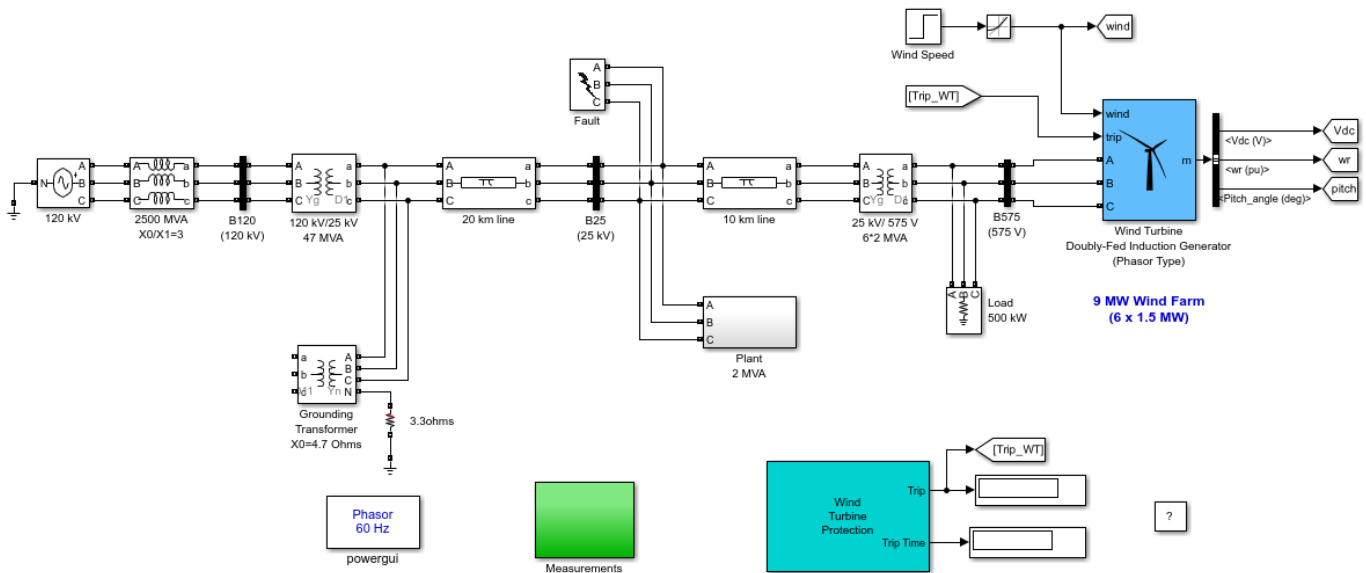 Wind Speed
wind
[Trip_WT]
wind
trip
A
B
C
m
<Vdc (V)>
<wr (pu)>
<Pitch_angle (deg)>
Vdc
wr
pitch
Wind Turbine
Doubly-Fed Induction Generator
(Phasor Type)
9 MW Wind Farm
(6 x 1.5 MW)
A
B
C
Fault
N
A
B
C
120 kV
A
B
C
a
b
c
2500 MVA
X0/X1=3
B120
(120 kV)
A
B
C
a
b
c
Yg
D1
120 kV/25 kV
47 MVA
A
B
C
a
b
c
20 km line
B25
(25 kV)
A
B
C
a
b
c
10 km line
A
B
C
a
b
c
Yg
25 kV/ 575 V
6*2 MVA
B575
(575 V)
A
B
C
Load
500 kW
A
B
C
Plant
2 MVA
a
b
c
A
B
C
N
Yn
Grounding
Transformer
X0=4.7 Ohms
3.3ohms
Phasor
60 Hz
powergui
Measurements
Wind
Turbine
Protection
Trip
Trip Time
[Trip_WT]
?